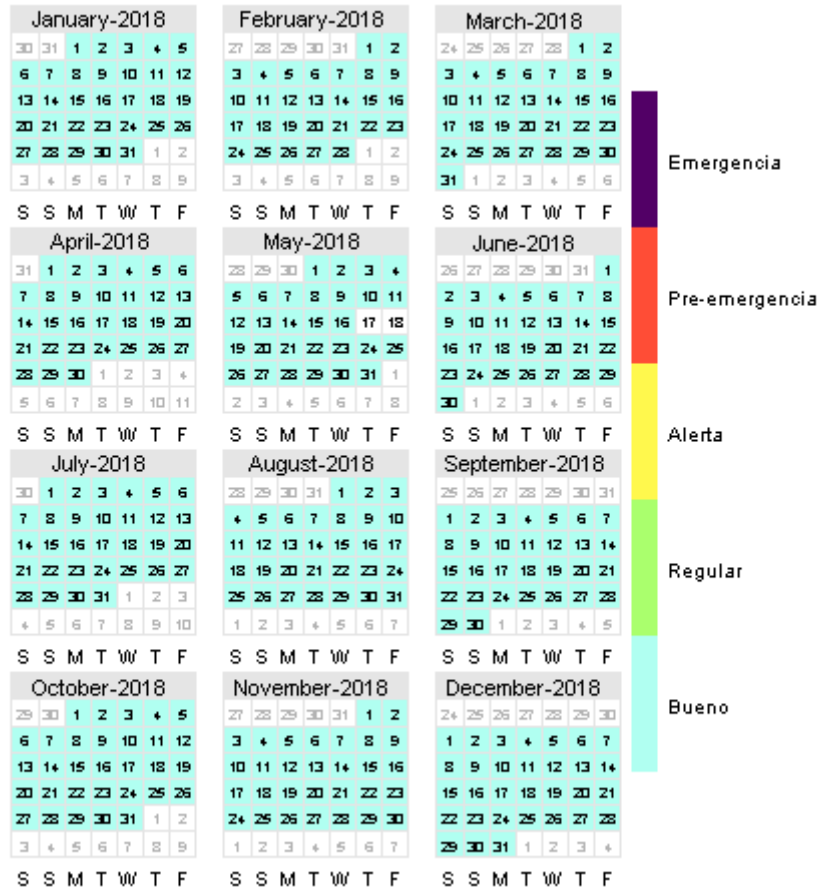 January-2018
30 31 1 2 3 4 5
6 7 8 9 10 11 12
13 14 15 16 17 18 19
20 21 22 23 24 25 26
27 28 29 30 31 1 2
3 4 5 6 7 8 9
S S M T W T F
February-2018
27 28 29 30 31 1 2
3 4 5 6 7 8 9
10 11 12 13 14 15 16
17 18 19 20 21 22 23
24 25 26 27 28 1 2
3 4 5 6 7 8 9
S S M T W T F
March-2018
24 25 26 27 28 1 2
3 4 5 6 7 8 9
10 11 12 13 14 15 16
17 18 19 20 21 22 23
24 25 26 27 28 29 30
31 1 2 3 4 5 6
S S M T W T F
April-2018
31 1 2 3 4 5 6
7 8 9 10 11 12 13
14 15 16 17 18 19 20
21 22 23 24 25 26 27
28 29 30 1 2 3 4
5 6 7 8 9 10 11
S S M T W T F
May-2018
28 29 30 1 2 3 4
5 6 7 8 9 10 11
12 13 14 15 16 17 18
19 20 21 22 23 24 25
26 27 28 29 30 31 1
2 3 4 5 6 7 8
S S M T W T F
June-2018
26 27 28 29 30 31 1
2 3 4 5 6 7 8
9 10 11 12 13 14 15
16 17 18 19 20 21 22
23 24 25 26 27 28 29
30 1 2 3 4 5 6
S S M T W T F
July-2018
30 1 2 3 4 5 6
7 8 9 10 11 12 13
14 15 16 17 18 19 20
21 22 23 24 25 26 27
28 29 30 31 1 2 3
4 5 6 7 8 9 10
S S M T W T F
August-2018
28 29 30 31 1 2 3
4 5 6 7 8 9 10
11 12 13 14 15 16 17
18 19 20 21 22 23 24
25 26 27 28 29 30 31
1 2 3 4 5 6 7
S S M T W T F
September-2018
25 26 27 28 29 30 31
1 2 3 4 5 6 7
8 9 10 11 12 13 14
15 16 17 18 19 20 21
22 23 24 25 26 27 28
29 30 1 2 3 4 5
S S M T W T F
October-2018
29 30 1 2 3 4 5
6 7 8 9 10 11 12
13 14 15 16 17 18 19
20 21 22 23 24 25 26
27 28 29 30 31 1 2
3 4 5 6 7 8 9
S S M T W T F
November-2018
27 28 29 30 31 1 2
3 4 5 6 7 8 9
10 11 12 13 14 15 16
17 18 19 20 21 22 23
24 25 26 27 28 29 30
1 2 3 4 5 6 7
S S M T W T F
December-2018
24 25 26 27 28 29 30
1 2 3 4 5 6 7
8 9 10 11 12 13 14
15 16 17 18 19 20 21
22 23 24 25 26 27 28
29 30 31 1 2 3 4
S S M T W T F
Emergencia
Pre-emergencia
Alerta
Regular
Bueno